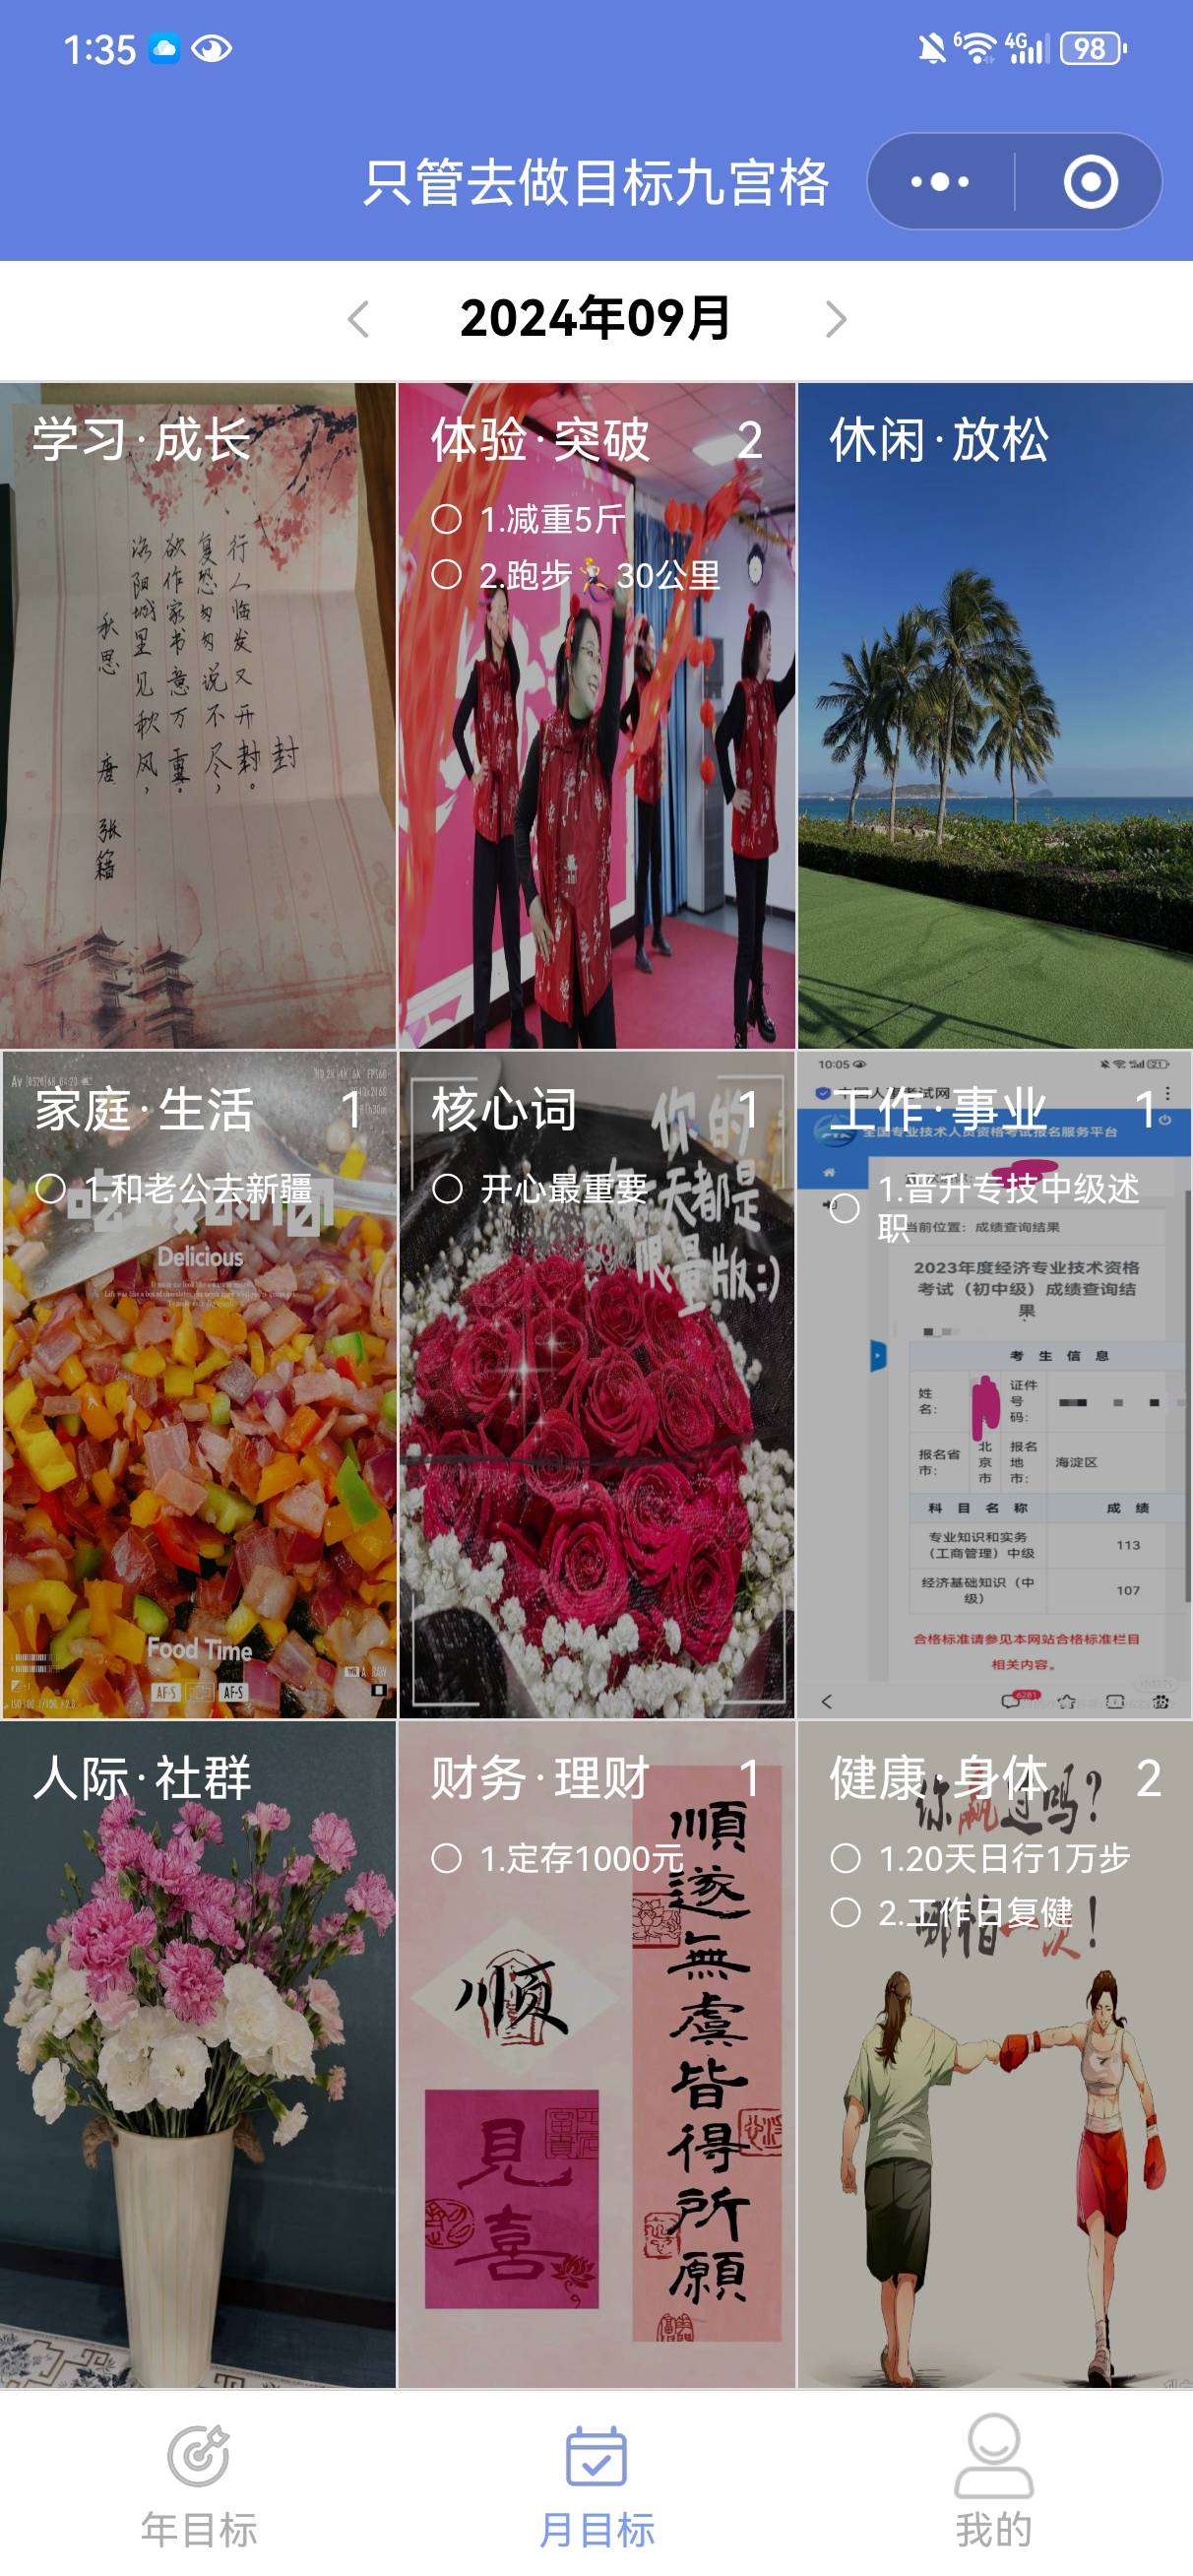 1:35
6
4G
98
只管去做目标九宫格
2024年09月
学习·成长
行人临发又开封。
复恐匆匆说不尽，
欲作家书意万重。
洛阳城里见秋风，
秋思
唐 张籍
封
体验·突破 2
1.减重5斤
2.跑步🏃30公里
休闲·放松
家庭·生活 1
1.和老公去新疆
Delicious
Food Time
AF-S
AF-S
核心词 1
开心最重要
你的
天都是
限量版:)
10:05
21
工作·事业 1
全国专业技术人员资格考试报名服务平台
1.晋升专技中级述
职
当前位置：成绩查询结果
2023年度经济专业技术资格
考试（初中级）成绩查询结
果
考生信息
姓名：
证件号码：
报名省市：
北京市
报名地市：
海淀区
科目名称 成绩
专业知识和实务（工商管理）中级 113
经济基础知识（中级） 107
合格标准请参见本网站合格标准栏目
相关内容。
6281
人际·社群
财务·理财 1
1.定存1000元
順遂無虞皆得所願
顺
見喜
健康·身体 2
你飙过吗？
1.20天日行1万步
2.工作日复健
哪怕一次！
年目标
月目标
我的